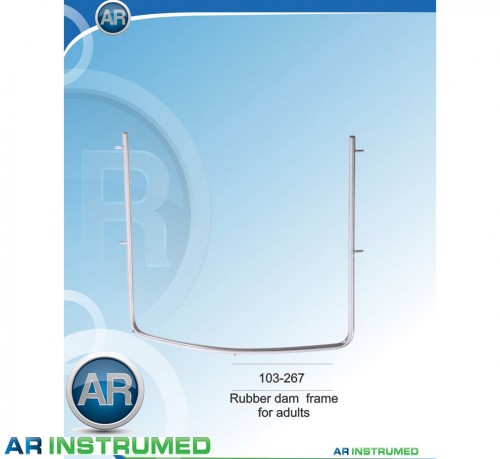 AR
R
103-267
Rubber dam frame
for adults
AR
AR INSTRUMED
AR INSTRUMED